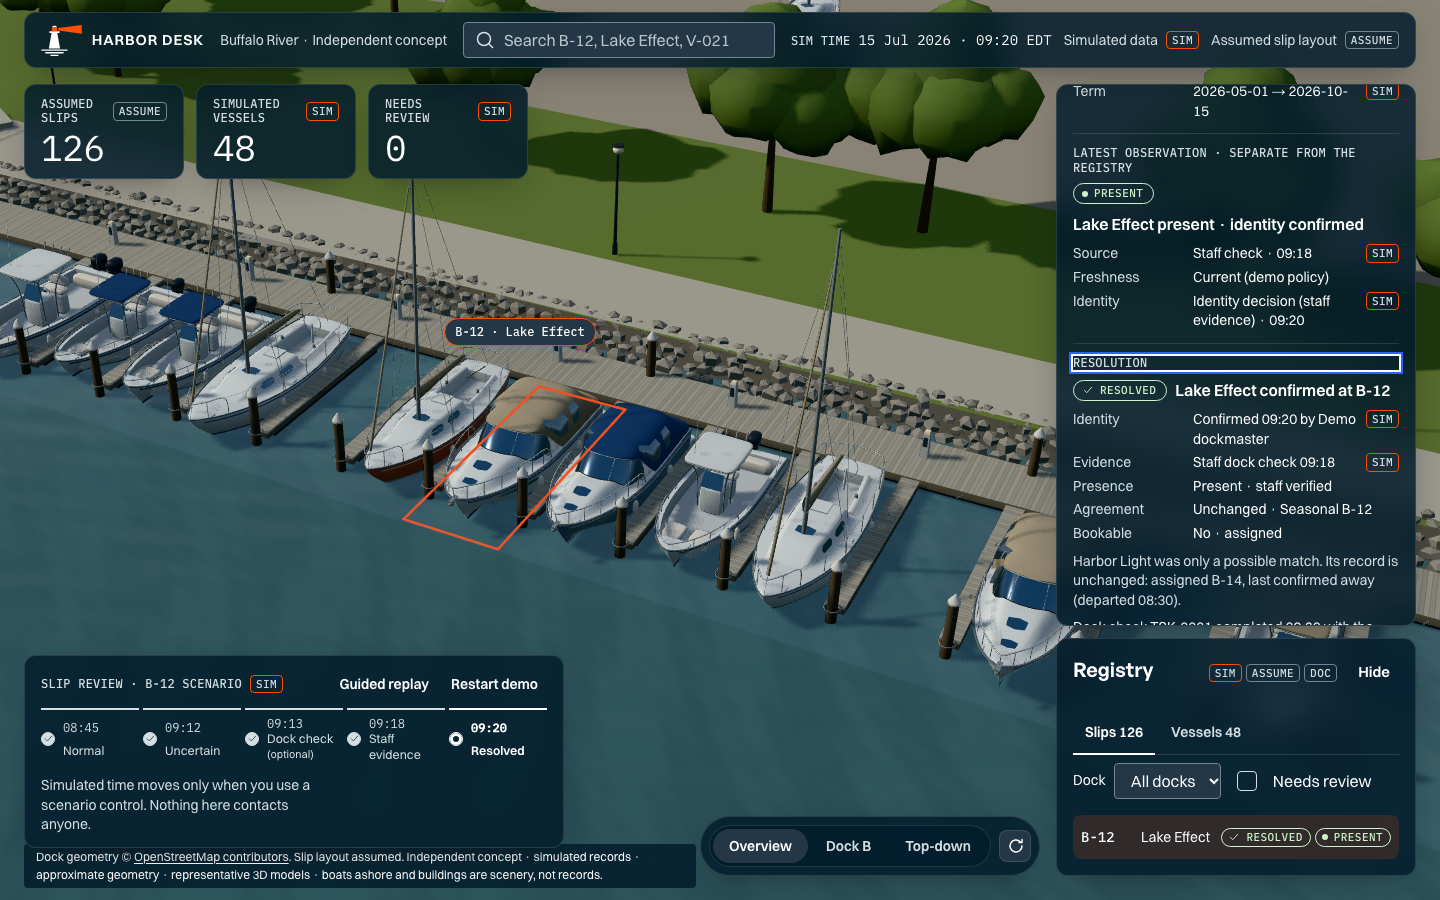 HARBOR DESK
Buffalo River · Independent concept
Search B-12, Lake Effect, V-021
SIM TIME 15 Jul 2026 · 09:20 EDT
Simulated data SIM
Assumed slip layout ASSUME
ASSUMED SLIPS ASSUME
126
SIMULATED VESSELS SIM
48
NEEDS REVIEW SIM
0
B-12 · Lake Effect
Term 2026-05-01 → 2026-10- SIM
15
LATEST OBSERVATION · SEPARATE FROM THE
REGISTRY
PRESENT
Lake Effect present · identity confirmed
Source Staff check · 09:18 SIM
Freshness Current (demo policy)
Identity Identity decision (staff SIM
evidence) · 09:20
RESOLUTION
RESOLVED Lake Effect confirmed at B-12
Identity Confirmed 09:20 by Demo SIM
dockmaster
Evidence Staff dock check 09:18 SIM
Presence Present · staff verified
Agreement Unchanged · Seasonal B-12
Bookable No · assigned
Harbor Light was only a possible match. Its record is
unchanged: assigned B-14, last confirmed away
(departed 08:30).
SLIP REVIEW · B-12 SCENARIO SIM
Guided replay
Restart demo
08:45
Normal
09:12
Uncertain
09:13
Dock check
(optional)
09:18
Staff
evidence
09:20
Resolved
Simulated time moves only when you use a
scenario control. Nothing here contacts
anyone.
Dock geometry © OpenStreetMap contributors. Slip layout assumed. Independent concept · simulated records ·
approximate geometry · representative 3D models · boats ashore and buildings are scenery, not records.
Overview
Dock B
Top-down
Registry SIM ASSUME DOC Hide
Slips 126
Vessels 48
Dock All docks Needs review
B-12 Lake Effect RESOLVED PRESENT